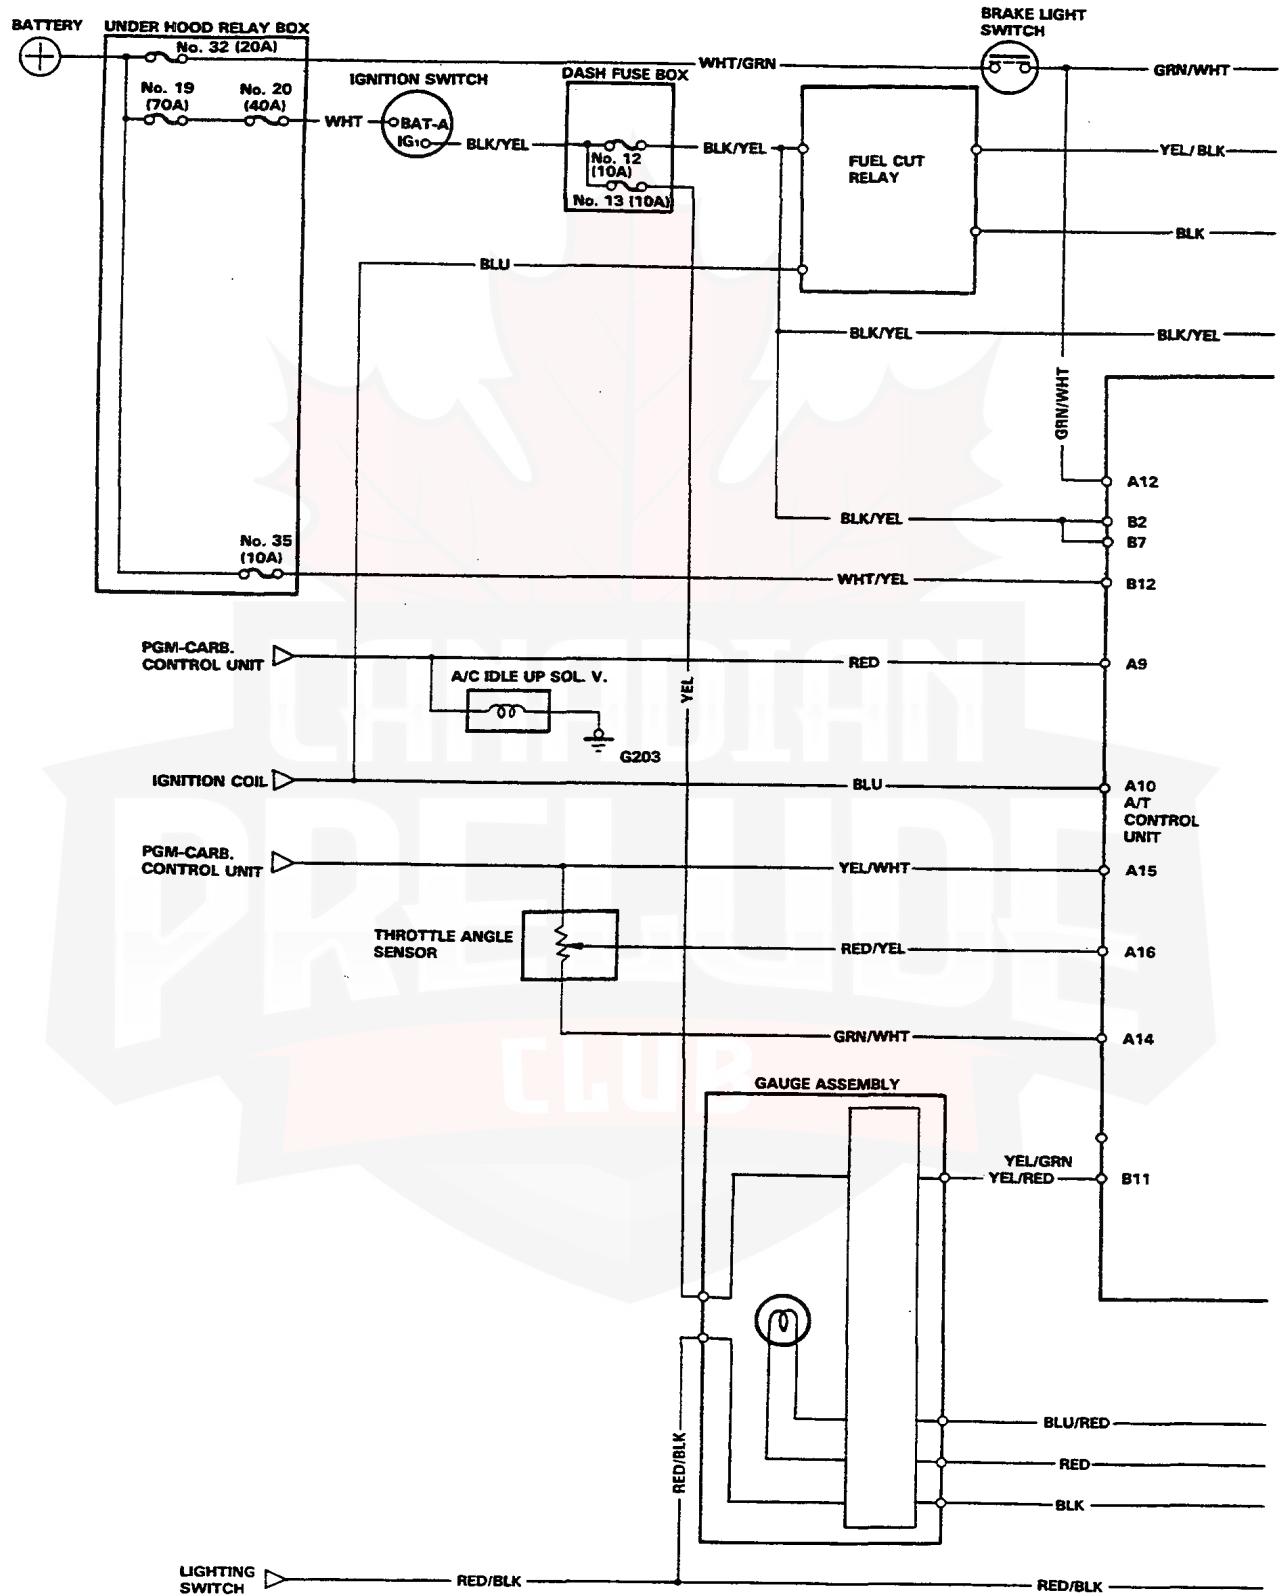 BATTERY
UNDER HOOD RELAY BOX
No. 32 (20A)
No. 19
(70A)
No. 20
(40A)
WHT
IGNITION SWITCH
BAT-A
IG1
BLK/YEL
DASH FUSE BOX
No. 12
(10A)
No. 13 (10A)
WHT/GRN
BRAKE LIGHT
SWITCH
GRN/WHT
BLK/YEL
FUEL CUT
RELAY
YEL/BLK
BLK
BLU
BLK/YEL
BLK/YEL
GRN/WHT
A12
BLK/YEL
B2
B7
No. 35
(10A)
WHT/YEL
B12
PGM-CARB.
CONTROL UNIT
RED
A9
A/C IDLE UP SOL. V.
G203
YEL
IGNITION COIL
BLU
A10
A/T
CONTROL
UNIT
PGM-CARB.
CONTROL UNIT
YEL/WHT
A15
THROTTLE ANGLE
SENSOR
RED/YEL
A16
GRN/WHT
A14
GAUGE ASSEMBLY
YEL/GRN
YEL/RED
B11
BLU/RED
RED
BLK
RED/BLK
LIGHTING
SWITCH
RED/BLK
RED/BLK
CANADIAN
PRELUDE
CLUB